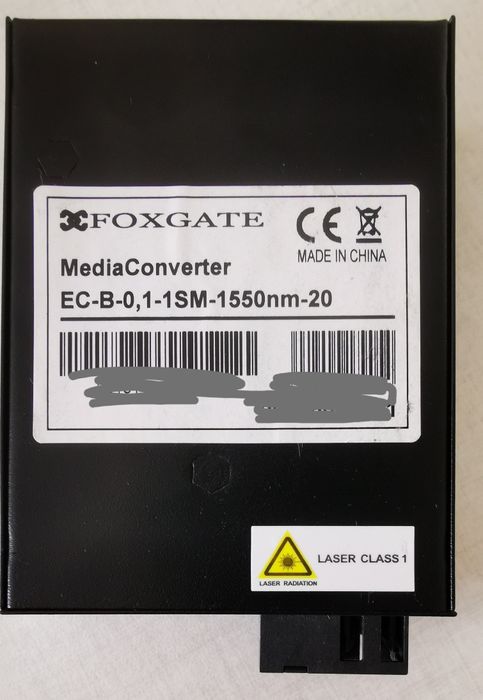 FOXGATE
CE
MADE IN CHINA
MediaConverter
EC-B-0,1-1SM-1550nm-20
LASER CLASS 1
LASER RADIATION